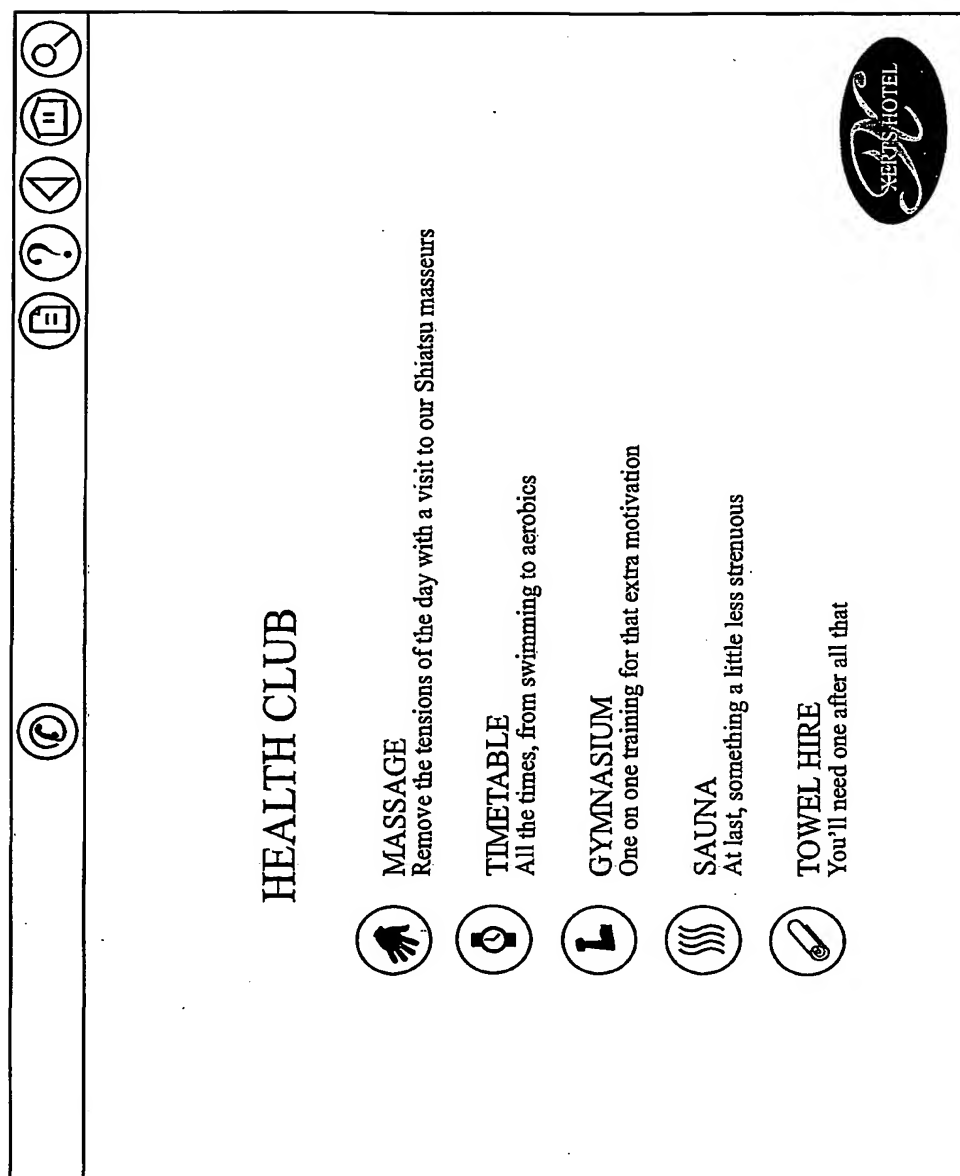 HEALTH CLUB
MASSAGE
Remove the tensions of the day with a visit to our Shiatsu masseurs
TIMETABLE
All the times, from swimming to aerobics
GYMNASIUM
One on one training for that extra motivation
SAUNA
At last, something a little less strenuous
TOWEL HIRE
You'll need one after all that
XERTS HOTEL
?